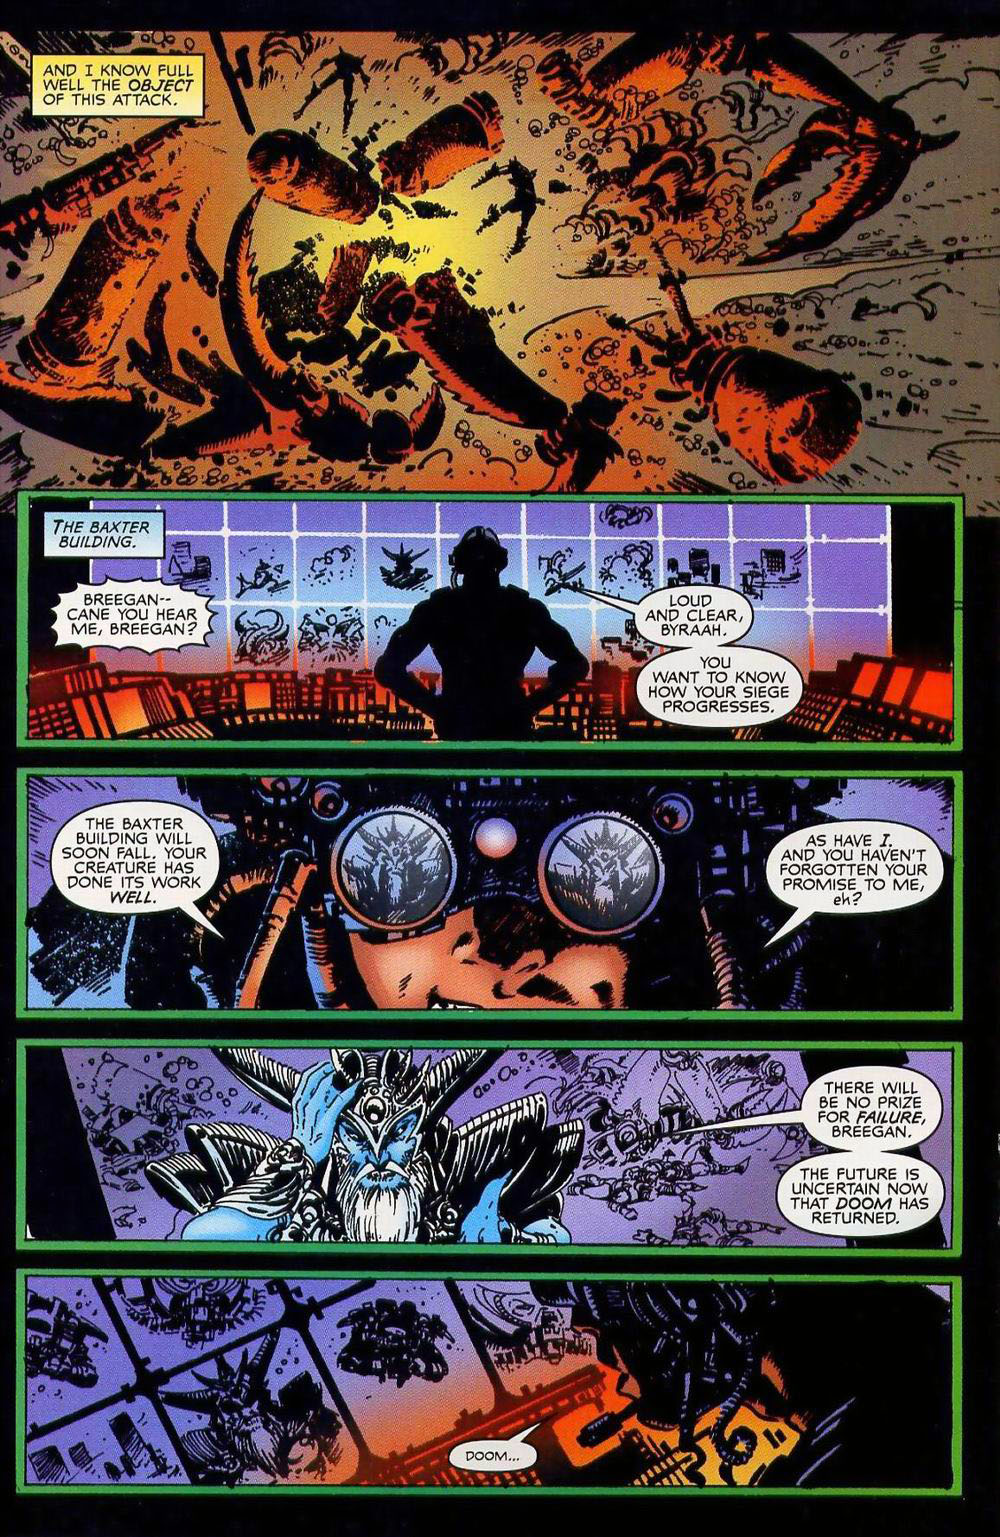 AND I KNOW FULL
WELL THE OBJECT
OF THIS ATTACK.
THE BAXTER
BUILDING.
BREEGAN--
CANE YOU HEAR
ME, BREEGAN?
LOUD
AND CLEAR,
BYRAAH.
YOU
WANT TO KNOW
HOW YOUR SIEGE
PROGRESSES.
THE BAXTER
BUILDING WILL
SOON FALL. YOUR
CREATURE HAS
DONE ITS WORK
WELL.
AS HAVE I.
AND YOU HAVEN'T
FORGOTTEN YOUR
PROMISE TO ME,
eh?
THERE WILL
BE NO PRIZE
FOR FAILURE,
BREEGAN.
THE FUTURE IS
UNCERTAIN NOW
THAT DOOM HAS
RETURNED.
DOOM...